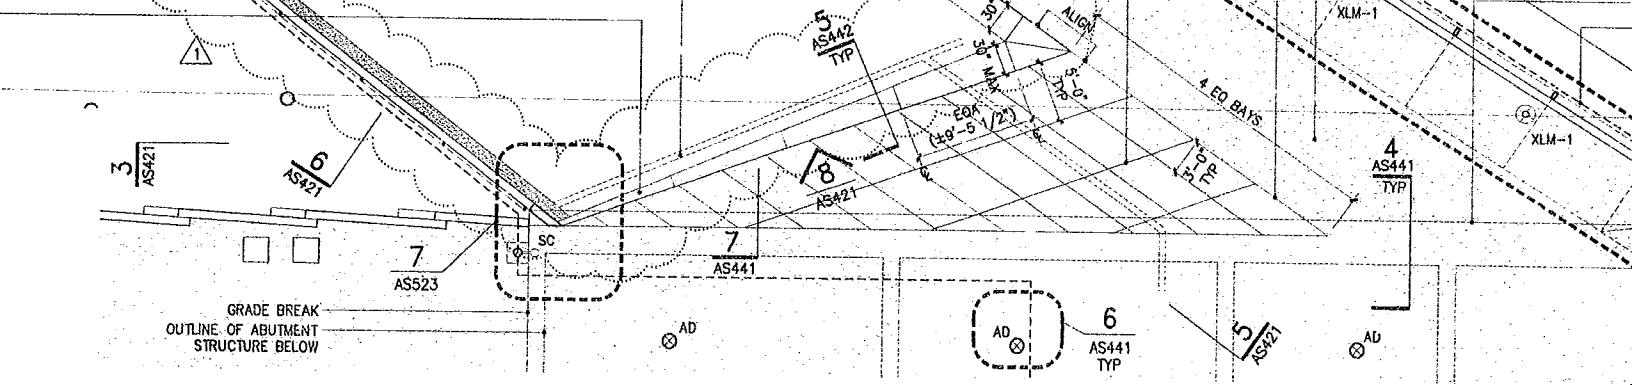 1
3
AS421
6
AS421
7
AS523
SC
GRADE BREAK
OUTLINE OF ABUTMENT
STRUCTURE BELOW
AD
5
AS442
TYP
8
AS421
7
AS441
EQA
(±9'-5 1/2")
30°
30° MAX
ALIGN
5'-0"
TYP
4 EQ BAYS
3'-0"
TYP
XLM-1
XLM-1
4
AS441
TYP
AD
6
AS441
TYP
5
AS421
AD